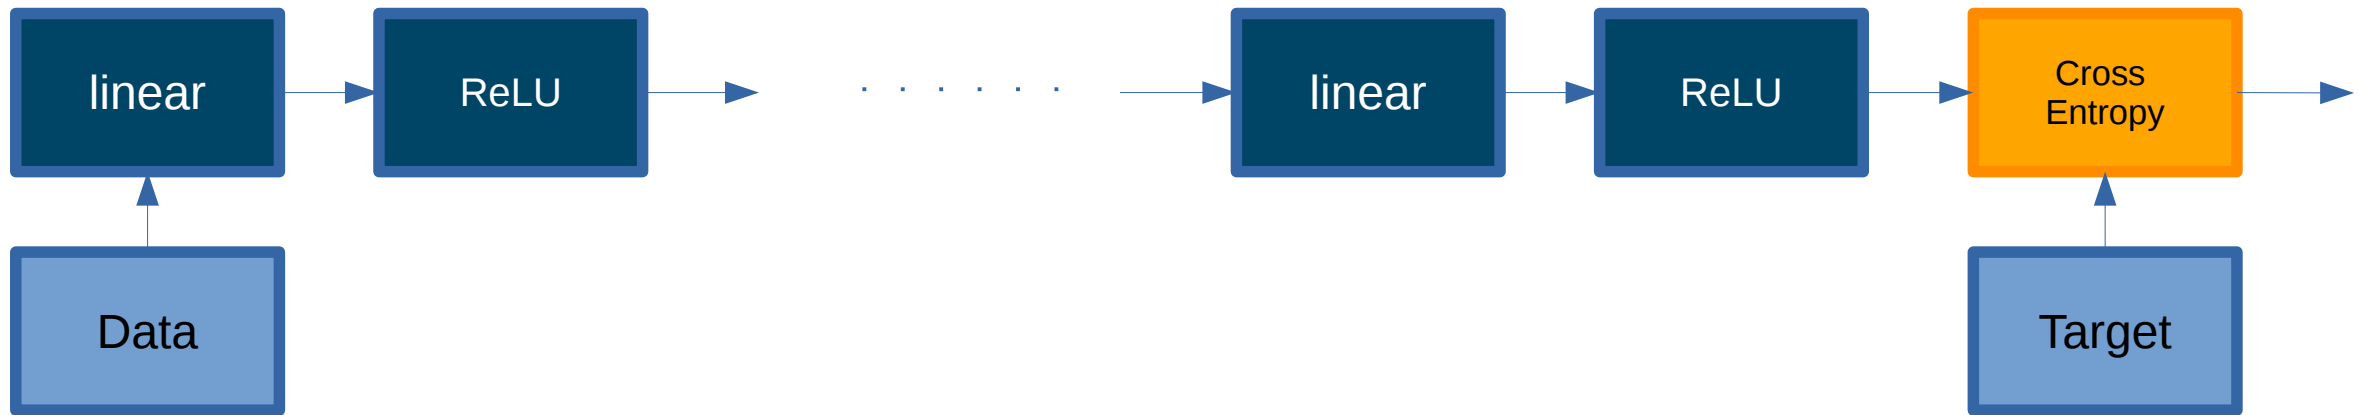 linear
ReLU
. . . . . .
linear
ReLU
Cross
Entropy
Data
Target